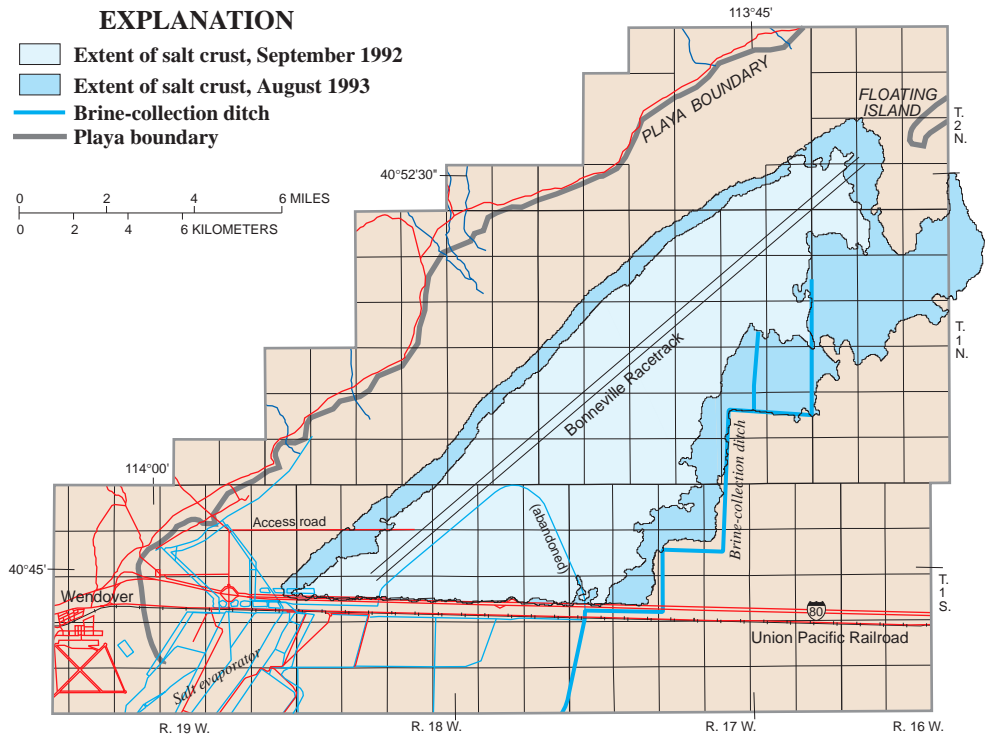 EXPLANATION
Extent of salt crust, September 1992
Extent of salt crust, August 1993
Brine-collection ditch
Playa boundary
0 2 4 6 MILES
0 2 4 6 KILOMETERS
113°45'
PLAYA BOUNDARY
FLOATING
ISLAND
T.
2
N.
40°52'30"
T.
1
N.
Bonneville Racetrack
Brine-collection ditch
114°00'
Access road
(abandoned)
40°45'
Wendover
T.
1
S.
80
Union Pacific Railroad
Salt evaporator
R. 19 W.
R. 18 W.
R. 17 W.
R. 16 W.